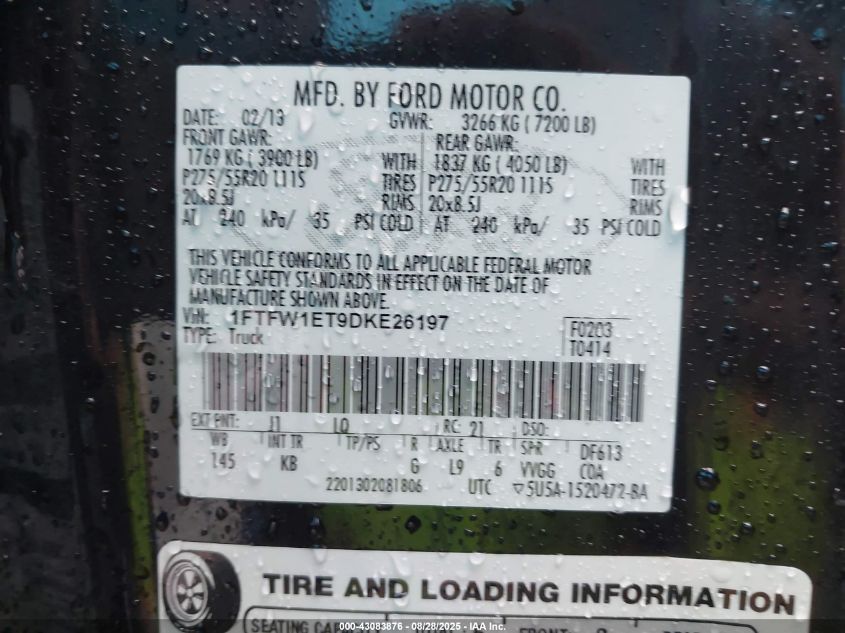 MFD. BY FORD MOTOR CO.
DATE: 02/13 GVWR: 3266 KG ( 7200 LB)
FRONT GAWR: REAR GAWR:
1769 KG ( 3900 LB) WITH 1837 KG ( 4050 LB) WITH
P275/55R20 111S TIRES P275/55R20 111S TIRES
20x8.5J RIMS 20x8.5J RIMS
AT 240 kPa/ 35 PSI COLD AT 240 kPa/ 35 PSI COLD
THIS VEHICLE CONFORMS TO ALL APPLICABLE FEDERAL MOTOR
VEHICLE SAFETY STANDARDS IN EFFECT ON THE DATE OF
MANUFACTURE SHOWN ABOVE.
VIN: 1FTFW1ET9DKE26197 F0203
TYPE: Truck T0414
EXT PNT: J1 LQ RC: 21 DSO:
WB INT TR TP/PS R AXLE TR SPR DF613
145 KB G L9 6 VVGG COA
2201302081806 UTC ▽5U5A-1520472-BA
TIRE AND LOADING INFORMATION
000-43083876 - 08/28/2025 - IAA Inc.